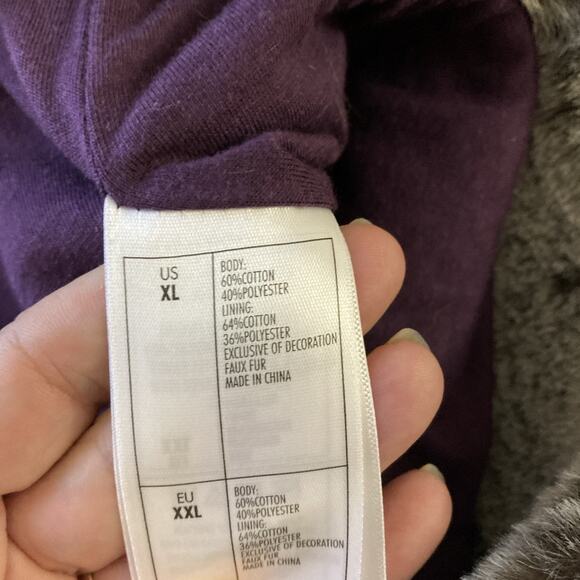 US
XL
BODY:
60%COTTON
40%POLYESTER
LINING:
64%COTTON
36%POLYESTER
EXCLUSIVE OF DECORATION
FAUX FUR
MADE IN CHINA
EU
XXL
BODY:
60%COTTON
40%POLYESTER
LINING:
64%COTTON
36%POLYESTER
EXCLUSIVE OF DECORATION
FAUX FUR
MADE IN CHINA